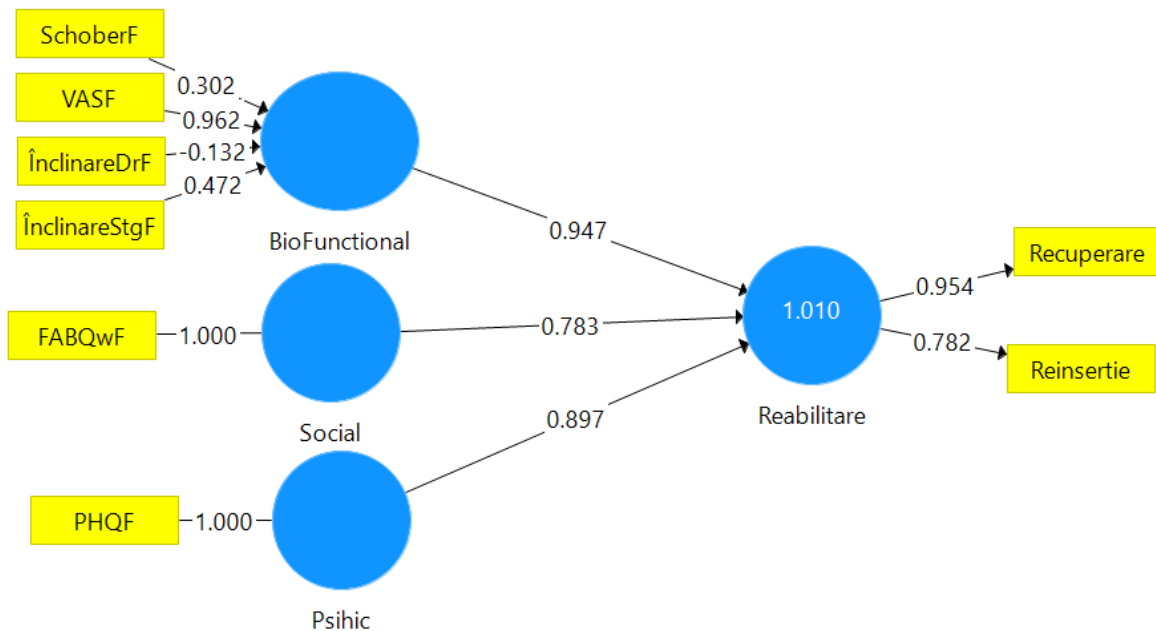 SchoberF
0.302
VASF
0.962
ÎnclinareDrF
-0.132
0.472
ÎnclinareStgF
BioFunctional
0.947
Recuperare
0.954
1.010
FABQwF
1.000
0.783
0.782
Reinsertie
Reabilitare
Social
0.897
PHQF
1.000
Psihic